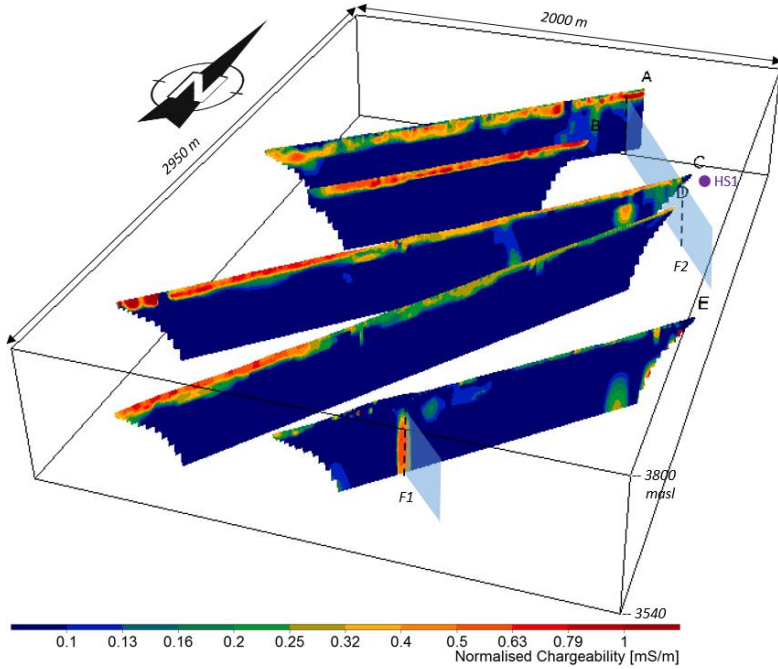 2000 m
N
A
2950 m
B
C
HS1
D
F2
E
3800
masl
F1
3540
0.1 0.13 0.16 0.2 0.25 0.32 0.4 0.5 0.63 0.79 1
Normalised Chargeability [mS/m]